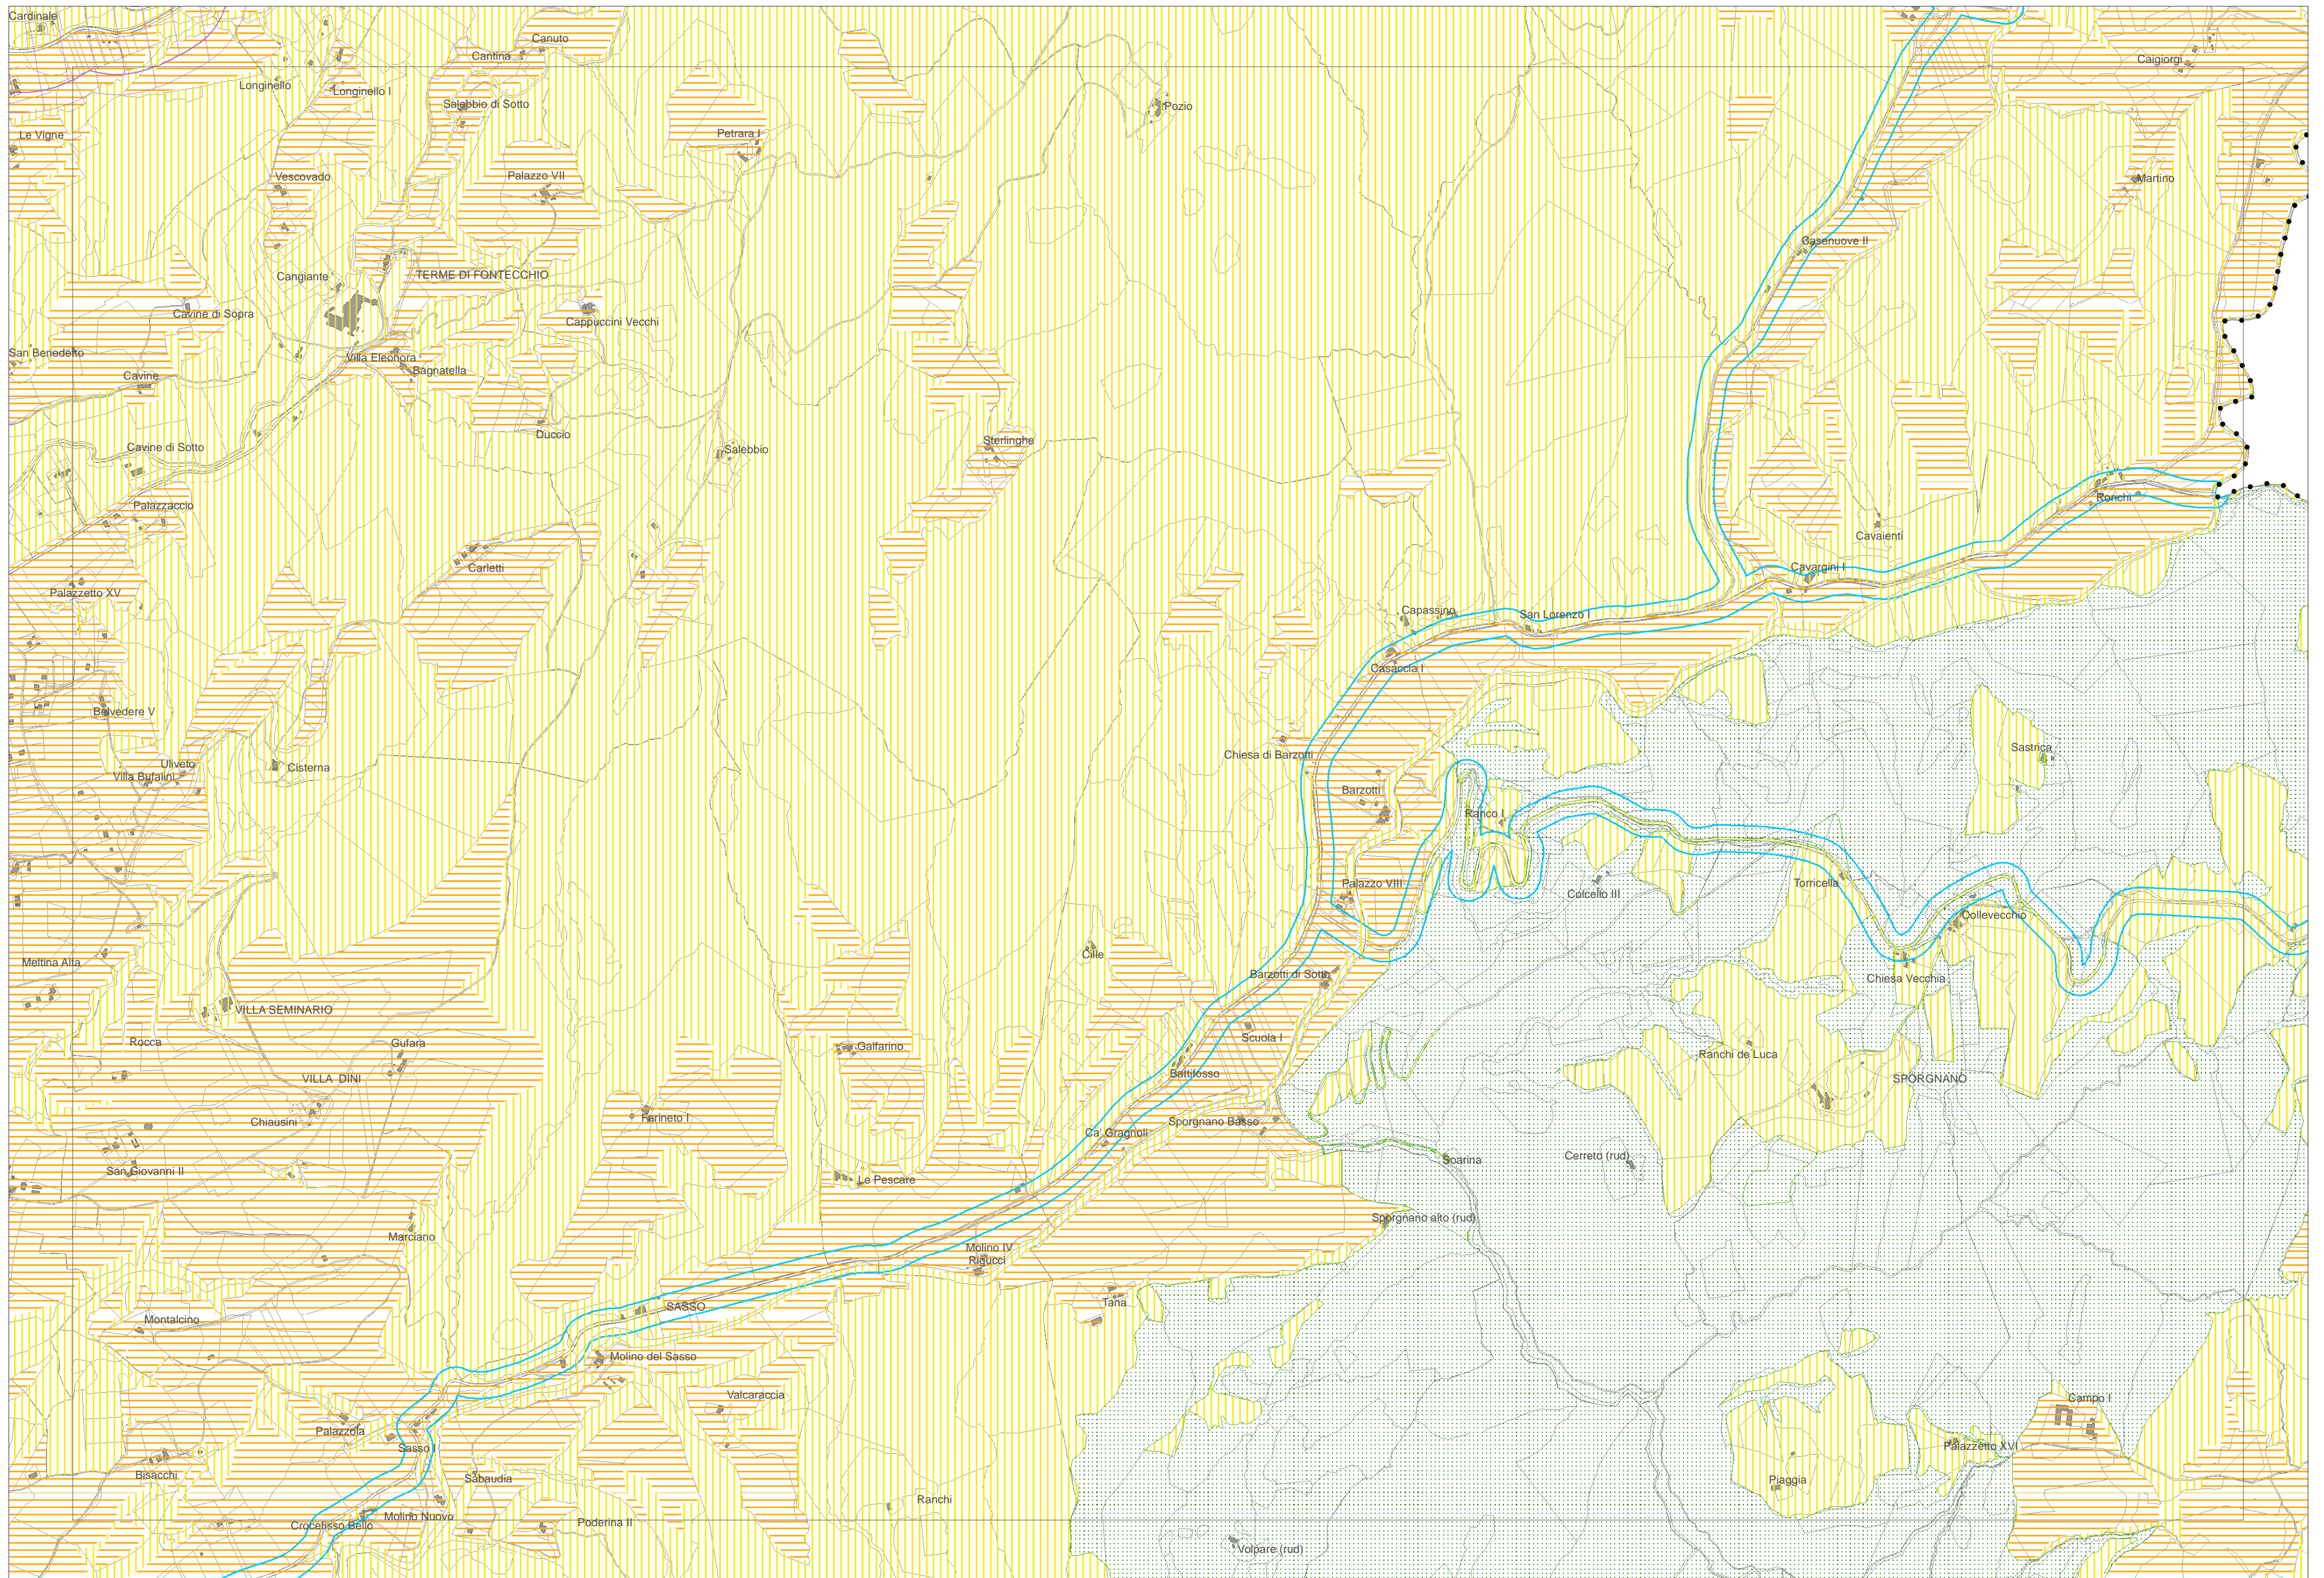 Cardinale
Canuto
Cantina
Caigiorgi
Longinello
Longinello I
Salebbio di Sotto
Pozio
Le Vigne
Petrara I
Vescovado
Palazzo VII
Martino
Casenuove II
Cangiante
TERME DI FONTECCHIO
Cavine di Sopra
Cappuccini Vecchi
San Benedetto
Villa Eleonora
Bagnatella
Cavine
Duccio
Sterlinghe
Cavine di Sotto
Salebbio
Ronchi
Palazzaccio
Cavaienti
Carletti
Cavargini I
Palazzetto XV
Capassino
San Lorenzo I
Casaccia I
Belvedere V
Sastrica
Chiesa di Barzotti
Uliveto
Cisterna
Villa Bufalini
Barzotti
Ranco I
Palazzo VIII
Torricella
Colcello III
Collevecchio
Cille
Meltina Alta
Barzotti di Sotto
Chiesa Vecchia
VILLA SEMINARIO
Scuola I
Rocca
Gufara
Galfarino
Ranchi de Luca
Battifosso
VILLA DINI
SPORGNANO
Farineto I
Chiausini
Sporgnano Basso
Ca' Gragnoli
Soarina
Cerreto (rud)
San Giovanni II
Le Pescare
Sporgnano alto (rud)
Marciano
Molino IV
Rigucci
Tana
SASSO
Montalcino
Molino del Sasso
Valcaraccia
Campo I
Palazzola
Sasso I
Palazzetto XVI
Bisacchi
Sabaudia
Piaggia
Ranchi
Molino Nuovo
Crocefisso Bello
Poderina II
Volpare (rud)